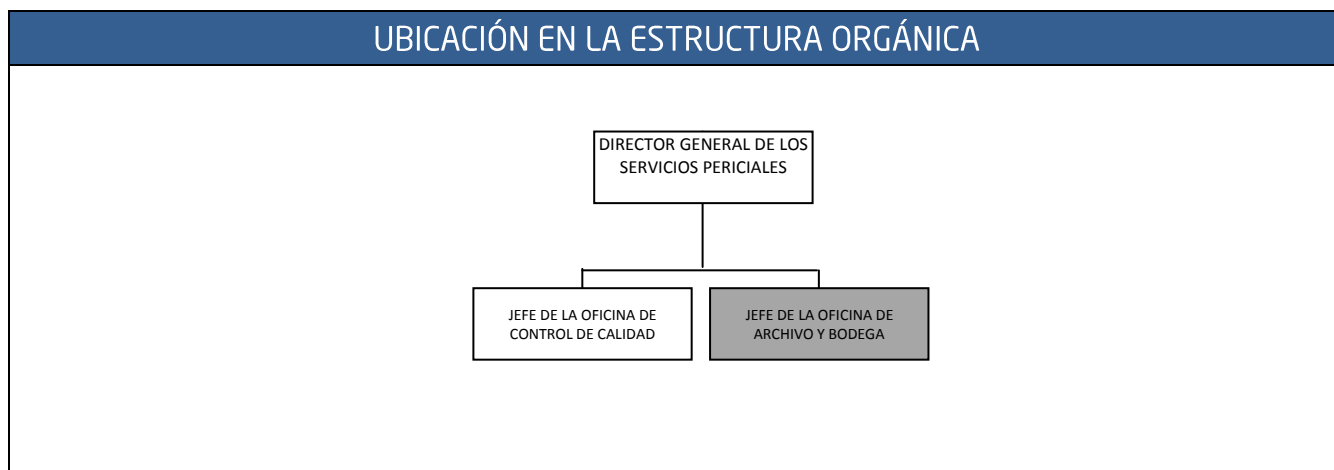 UBICACIÓN EN LA ESTRUCTURA ORGÁNICA
DIRECTOR GENERAL DE LOS
SERVICIOS PERICIALES
JEFE DE LA OFICINA DE
CONTROL DE CALIDAD
JEFE DE LA OFICINA DE
ARCHIVO Y BODEGA